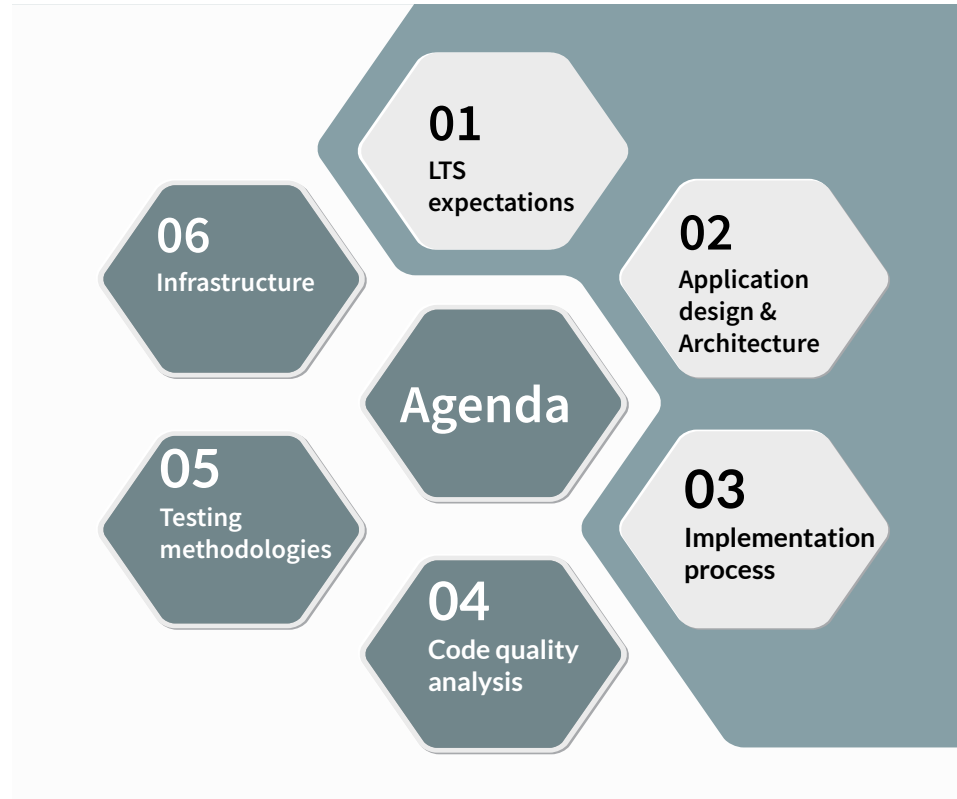 01
LTS
expectations
02
Application
design &
Architecture
03
Implementation
process
04
Code quality
analysis
05
Testing
methodologies
06
Infrastructure
Agenda